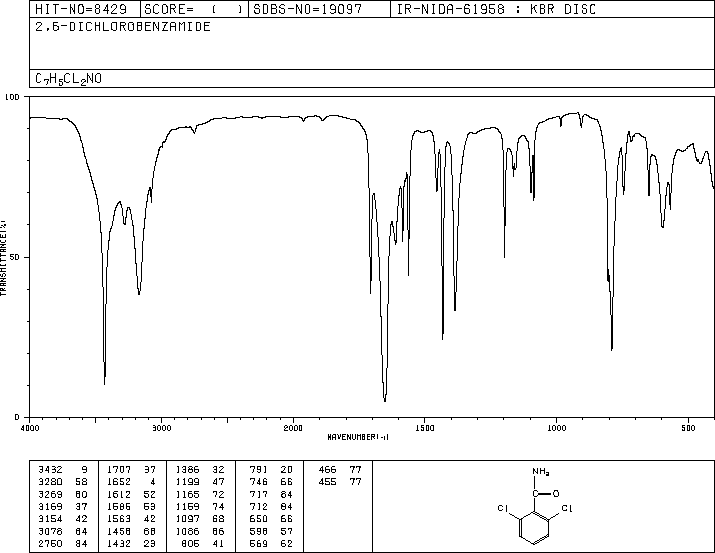 HIT-NO=8429 SCORE= ( ) SDBS-NO=19097 IR-NIDA-61958 : KBR DISC
2,6-DICHLOROBENZAMIDE
C7H5CL2NO
100
50
0
TRANSMITTANCE(%)
4000 3000 2000 1500 1000 500
WAVENUMBER(-1)
3432 9 1707 37 1386 32 791 20 466 77
3280 58 1652 4 1199 47 746 66 455 77
3269 60 1612 52 1165 72 717 84
3169 37 1586 53 1159 74 712 84
3154 42 1563 42 1097 68 650 66
3076 64 1458 68 1086 66 598 57
2750 84 1432 23 805 41 569 62
NH2
C O
Cl Cl